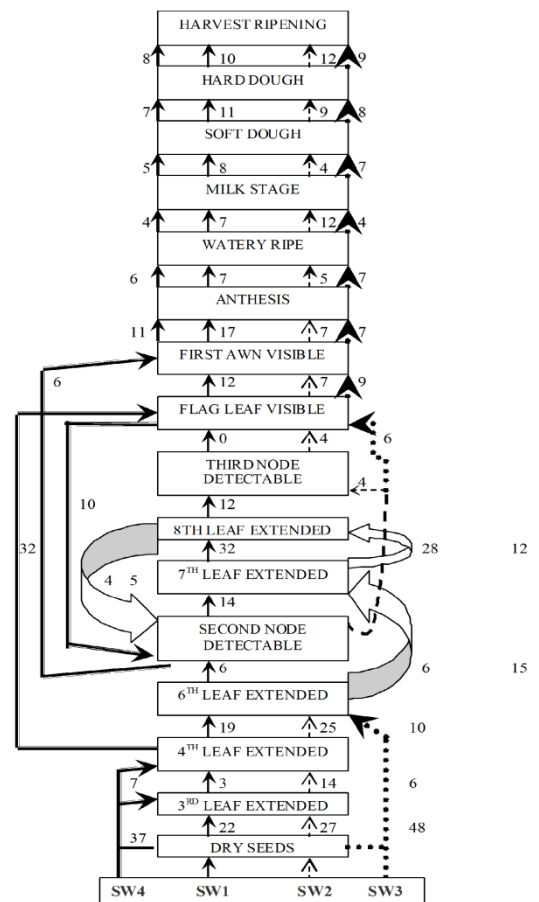 HARVEST RIPENING
8 10 12 9
HARD DOUGH
7 11 9 8
SOFT DOUGH
5 8 4 7
MILK STAGE
4 7 12 4
WATERY RIPE
6 7 5 7
ANTHESIS
11 17 7 7
FIRST AWN VISIBLE
6 12 7 9
FLAG LEAF VISIBLE
0 4 6
THIRD NODE
DETECTABLE
4
10 12
8TH LEAF EXTENDED
32 32 28 12
7TH LEAF EXTENDED
4 5 14
SECOND NODE
DETECTABLE
6 6 15
6TH LEAF EXTENDED
19 25 10
4TH LEAF EXTENDED
7 3 14 6
3RD LEAF EXTENDED
37 22 27 48
DRY SEEDS
SW4 SW1 SW2 SW3